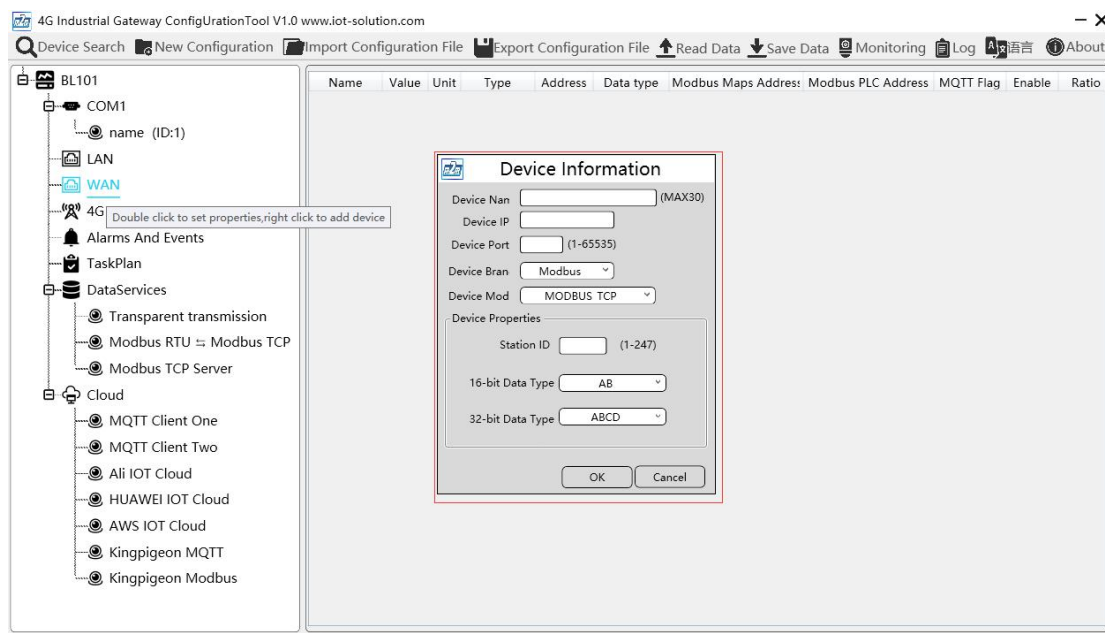 4G Industrial Gateway ConfigUrationTool V1.0 www.iot-solution.com
Device Search New Configuration Import Configuration File Export Configuration File Read Data Save Data Monitoring Log 语言 About
BL101
COM1
name (ID:1)
LAN
WAN
4G
Double click to set properties,right click to add device
Alarms And Events
TaskPlan
DataServices
Transparent transmission
Modbus RTU ⇆ Modbus TCP
Modbus TCP Server
Cloud
MQTT Client One
MQTT Client Two
Ali IOT Cloud
HUAWEI IOT Cloud
AWS IOT Cloud
Kingpigeon MQTT
Kingpigeon Modbus
Name Value Unit Type Address Data type Modbus Maps Address Modbus PLC Address MQTT Flag Enable Ratio
Device Information
Device Nan (MAX30)
Device IP
Device Port (1-65535)
Device Bran Modbus
Device Mod MODBUS TCP
Device Properties
Station ID (1-247)
16-bit Data Type AB
32-bit Data Type ABCD
OK Cancel